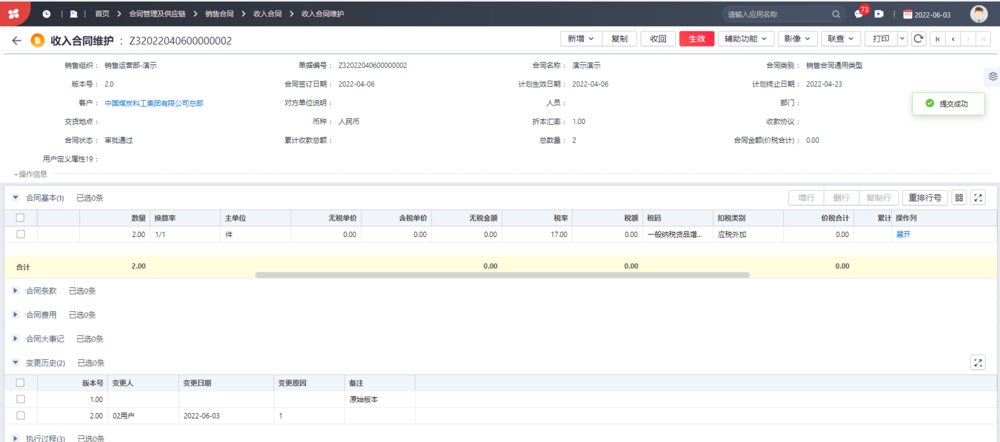 首页 > 合同管理及供应链 > 销售合同 > 收入合同 > 收入合同维护 请输入应用名称 73 2022-06-03
收入合同维护 : Z32022040600000002 新增 复制 收回 生效 辅助功能 影像 联查 打印
销售组织 : 销售运营部-演示 单据编号 : Z32022040600000002 合同名称 : 演示演示 合同类别 : 销售合同通用类型
版本号 : 2.0 合同签订日期 : 2022-04-06 计划生效日期 : 2022-04-06 计划终止日期 : 2022-04-23
客户 : 中国煤炭科工集团有限公司总部 对方单位说明 : 人员 : 部门 :
提交成功
交货地点 : 币种 : 人民币 折本汇率 : 1.00 收款协议 :
合同状态 : 审批通过 累计收款总额 : 总数量 : 2 合同金额(价税合计) : 0.00
用户定义属性19 :
+操作信息
合同基本(1) 已选0条 增行 删行 复制行 重排行号
数量 换算率 主单位 无税单价 含税单价 无税金额 税率 税额 税码 扣税类别 价税合计 累计 操作列
2.00 1/1 件 0.00 0.00 0.00 17.00 0.00 一般纳税货品增... 应税外加 0.00 展开
合计 2.00 0.00 0.00 0.00
合同条款 已选0条
合同费用 已选0条
合同大事记 已选0条
变更历史(2) 已选0条
版本号 变更人 变更日期 变更原因 备注
1.00 原始版本
2.00 02用户 2022-06-03 1
执行过程(3) 已选0条